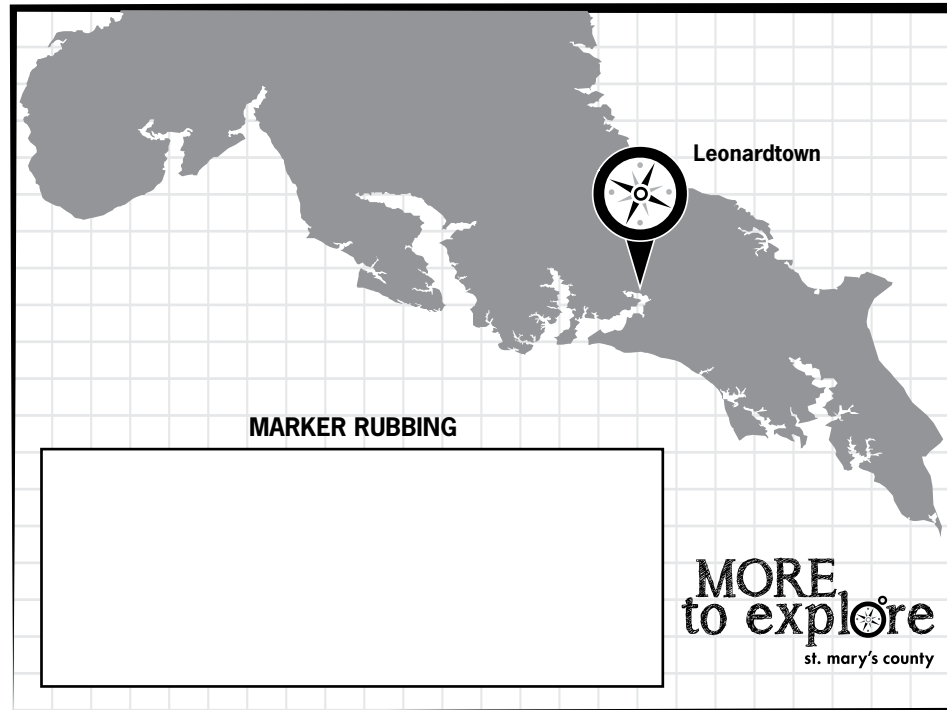 Leonardtown
MARKER RUBBING
MORE
to explore
st. mary's county